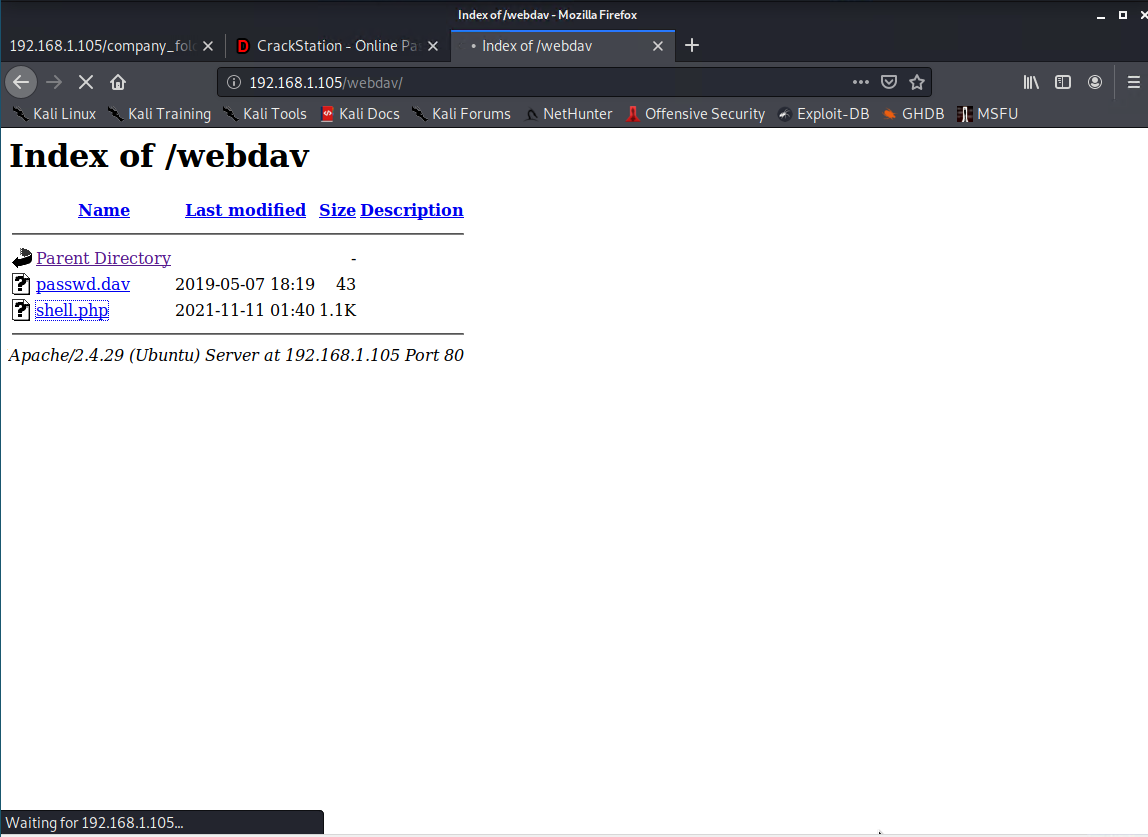 Index of /webdav - Mozilla Firefox
192.168.1.105/company_fol
CrackStation - Online Pa
Index of /webdav
192.168.1.105/webdav/
Kali Linux Kali Training Kali Tools Kali Docs Kali Forums NetHunter Offensive Security Exploit-DB GHDB MSFU
Index of /webdav
Name Last modified Size Description
Parent Directory -
passwd.dav 2019-05-07 18:19 43
shell.php 2021-11-11 01:40 1.1K
Apache/2.4.29 (Ubuntu) Server at 192.168.1.105 Port 80
Waiting for 192.168.1.105...